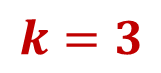 k = 3